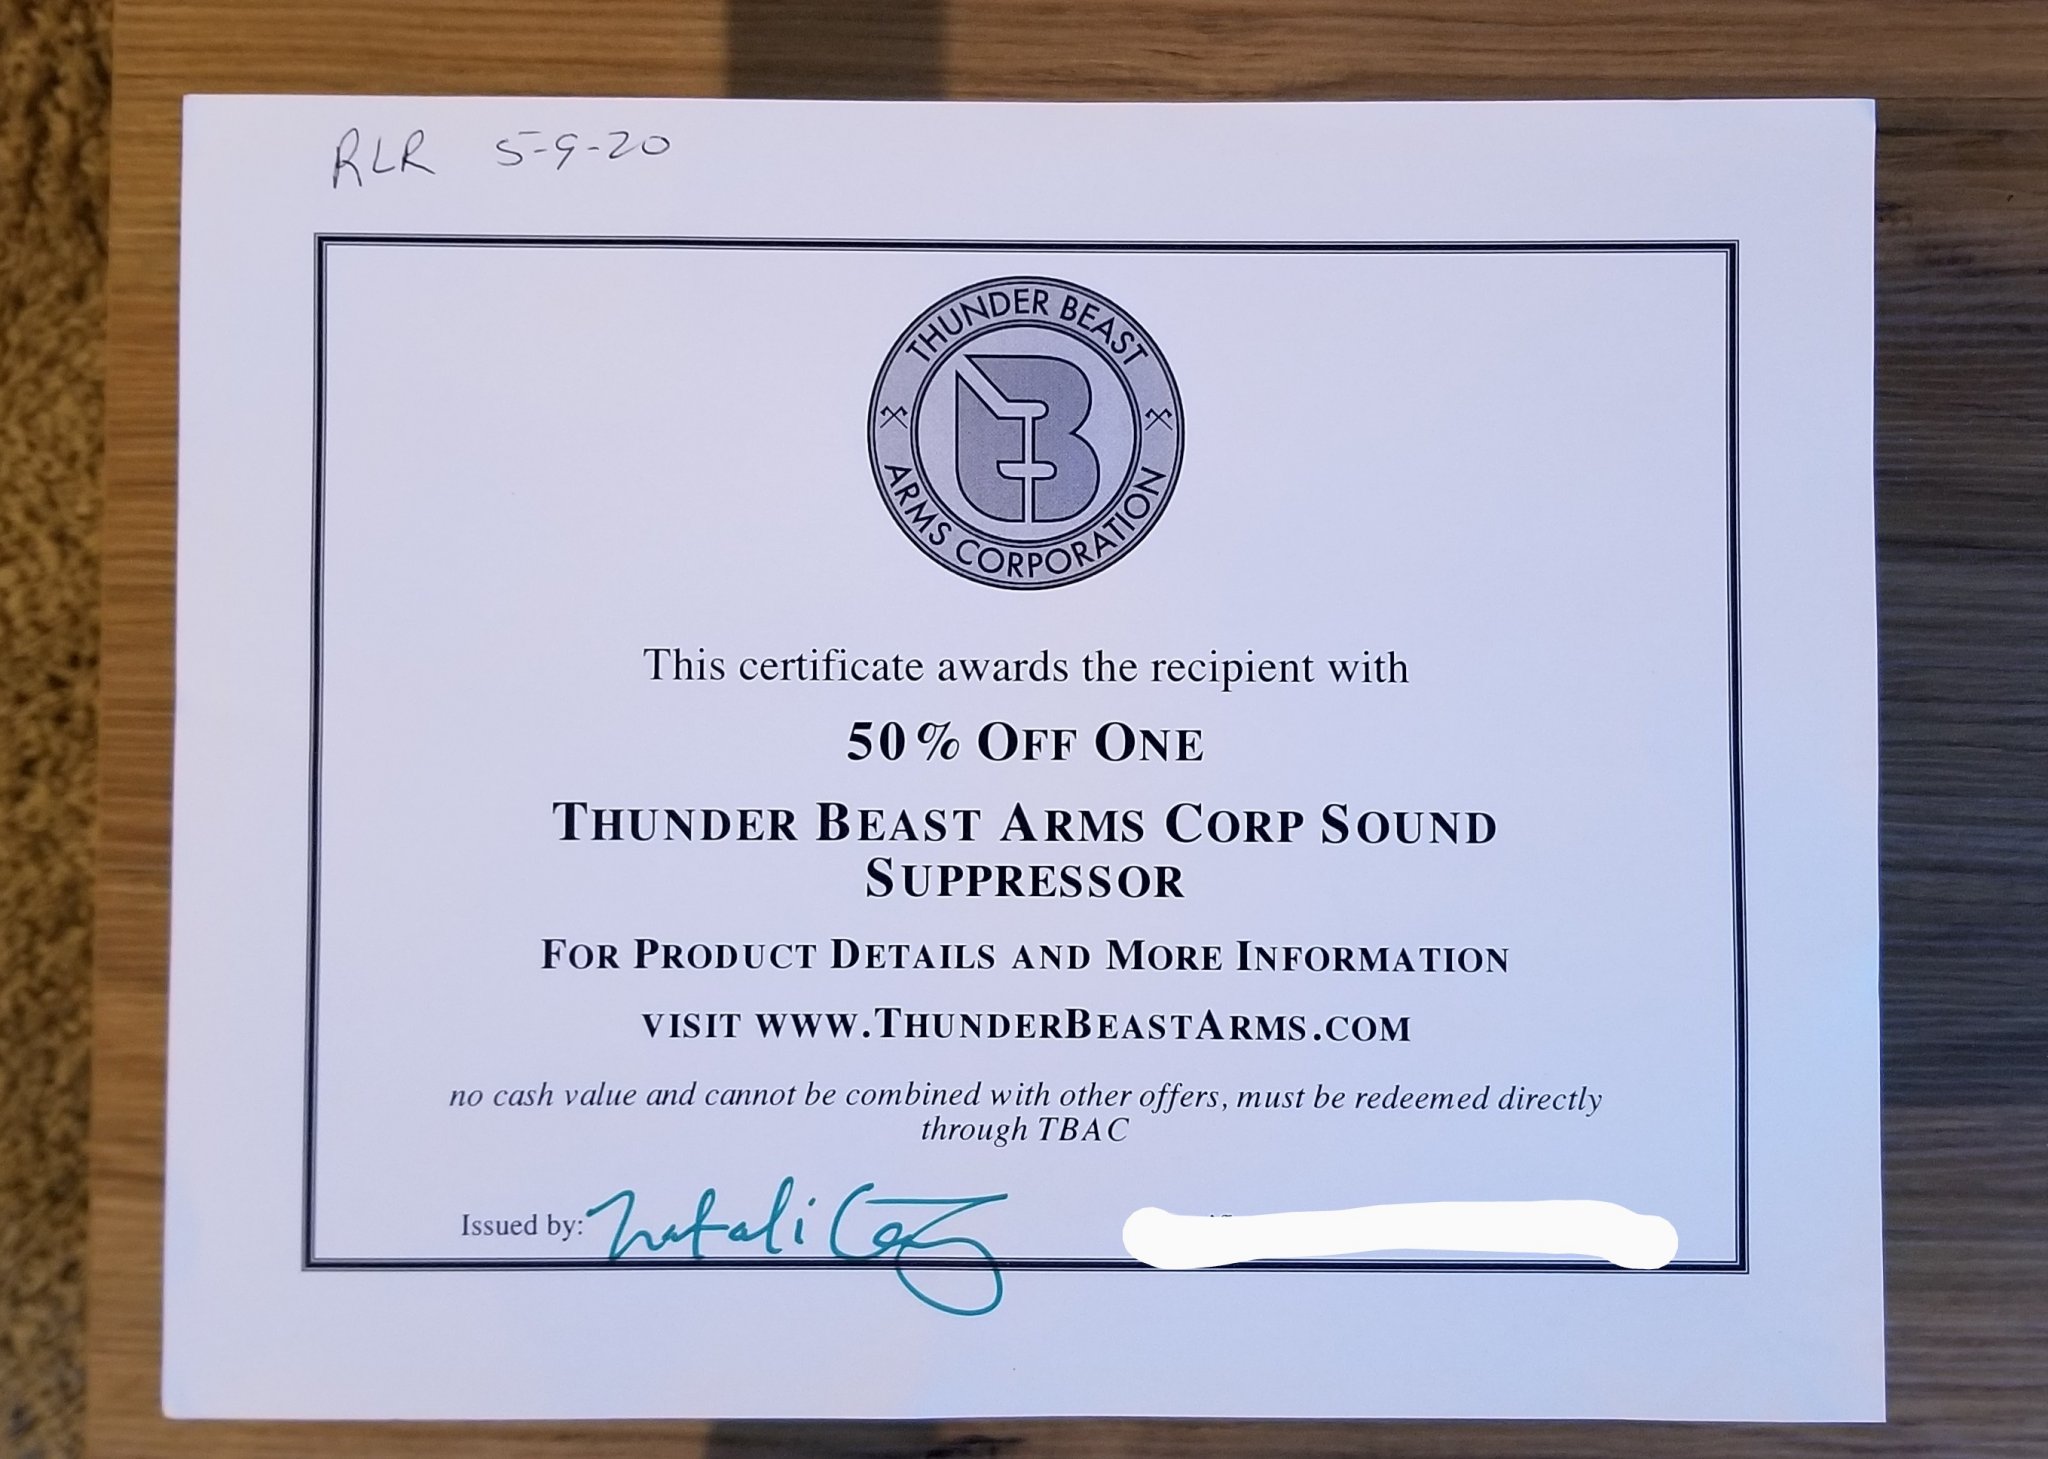 RLR 5-9-20
THUNDER BEAST
ARMS CORPORATION
This certificate awards the recipient with
50% OFF ONE
THUNDER BEAST ARMS CORP SOUND
SUPPRESSOR
FOR PRODUCT DETAILS AND MORE INFORMATION
VISIT WWW.THUNDERBEASTARMS.COM
no cash value and cannot be combined with other offers, must be redeemed directly
through TBAC
Issued by: Natali